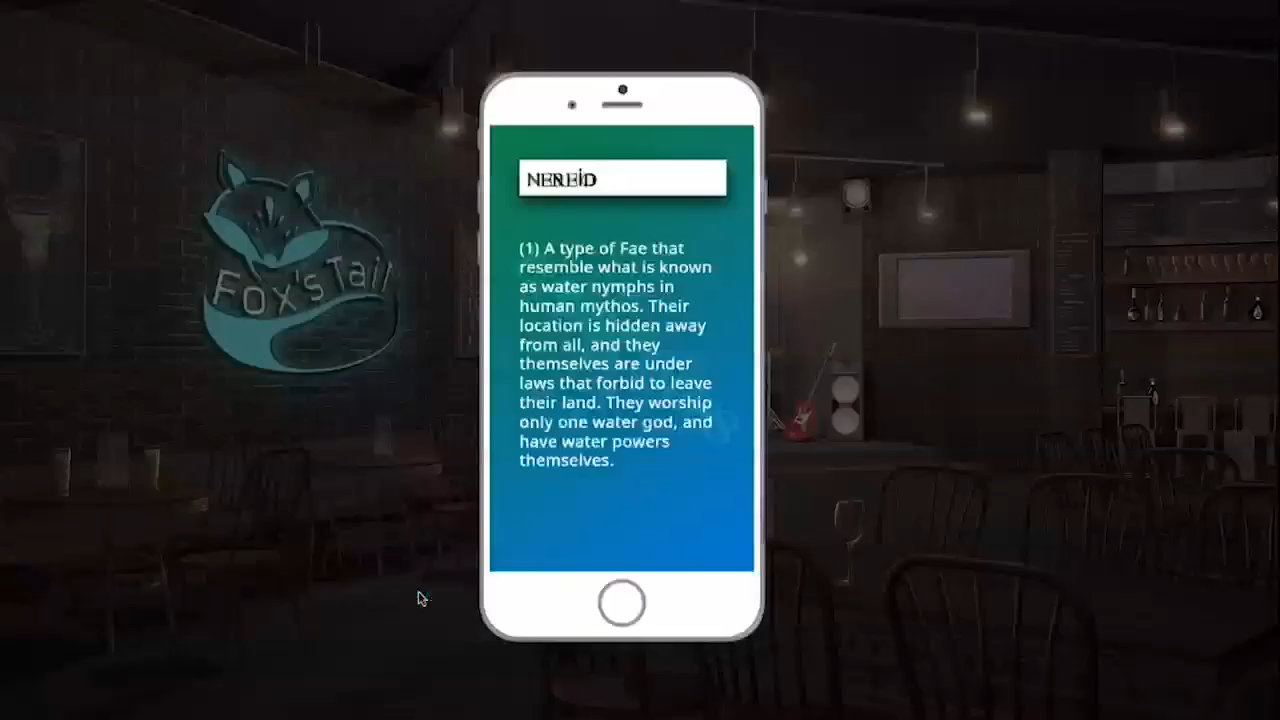 Fox's Tail
NEREID
(1) A type of Fae that
resemble what is known
as water nymphs in
human mythos. Their
location is hidden away
from all, and they
themselves are under
laws that forbid to leave
their land. They worship
only one water god, and
have water powers
themselves.